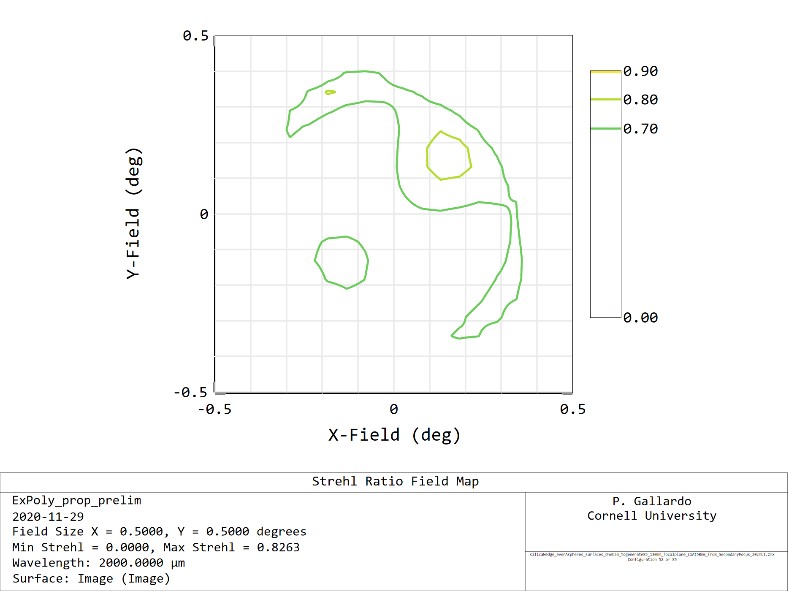 0.5
0
-0.5
Y-Field (deg)
-0.5
0
0.5
X-Field (deg)
0.90
0.80
0.70
0.00
Strehl Ratio Field Map
ExPoly_prop_prelim
2020-11-29
Field Size X = 0.5000, Y = 0.5000 degrees
Min Strehl = 0.0000, Max Strehl = 0.8263
Wavelength: 2000.0000 µm
Surface: Image (Image)
P. Gallardo
Cornell University